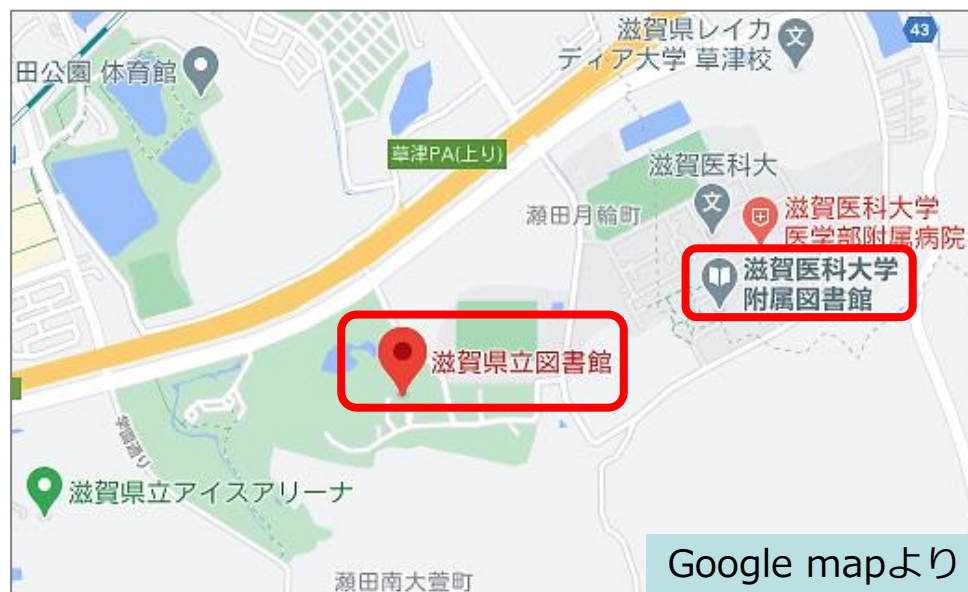 滋賀県レイカ
ディア大学 草津校
43
田公園 体育館
草津PA(上り)
滋賀医科大
瀬田月輪町
滋賀医科大学
医学部附属病院
滋賀医科大学
附属図書館
滋賀県立図書館
学園通り
滋賀県立アイスアリーナ
瀬田南大萱町
Google mapより